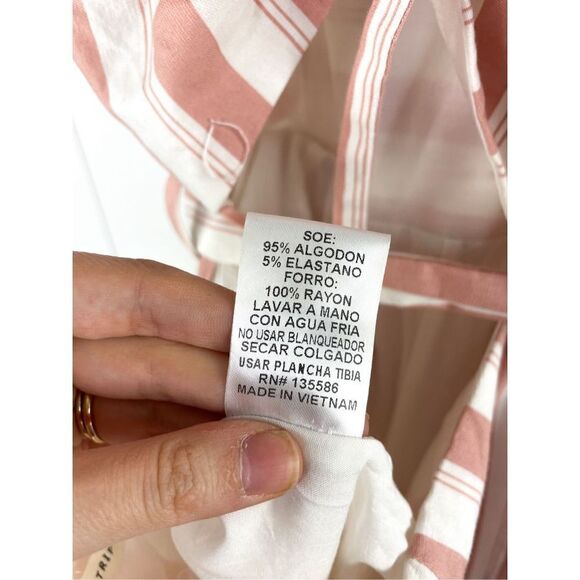 SOE:
95% ALGODON
5% ELASTANO
FORRO:
100% RAYON
LAVAR A MANO
CON AGUA FRIA
NO USAR BLANQUEADOR
SECAR COLGADO
USAR PLANCHA TIBIA
RN# 135586
MADE IN VIETNAM